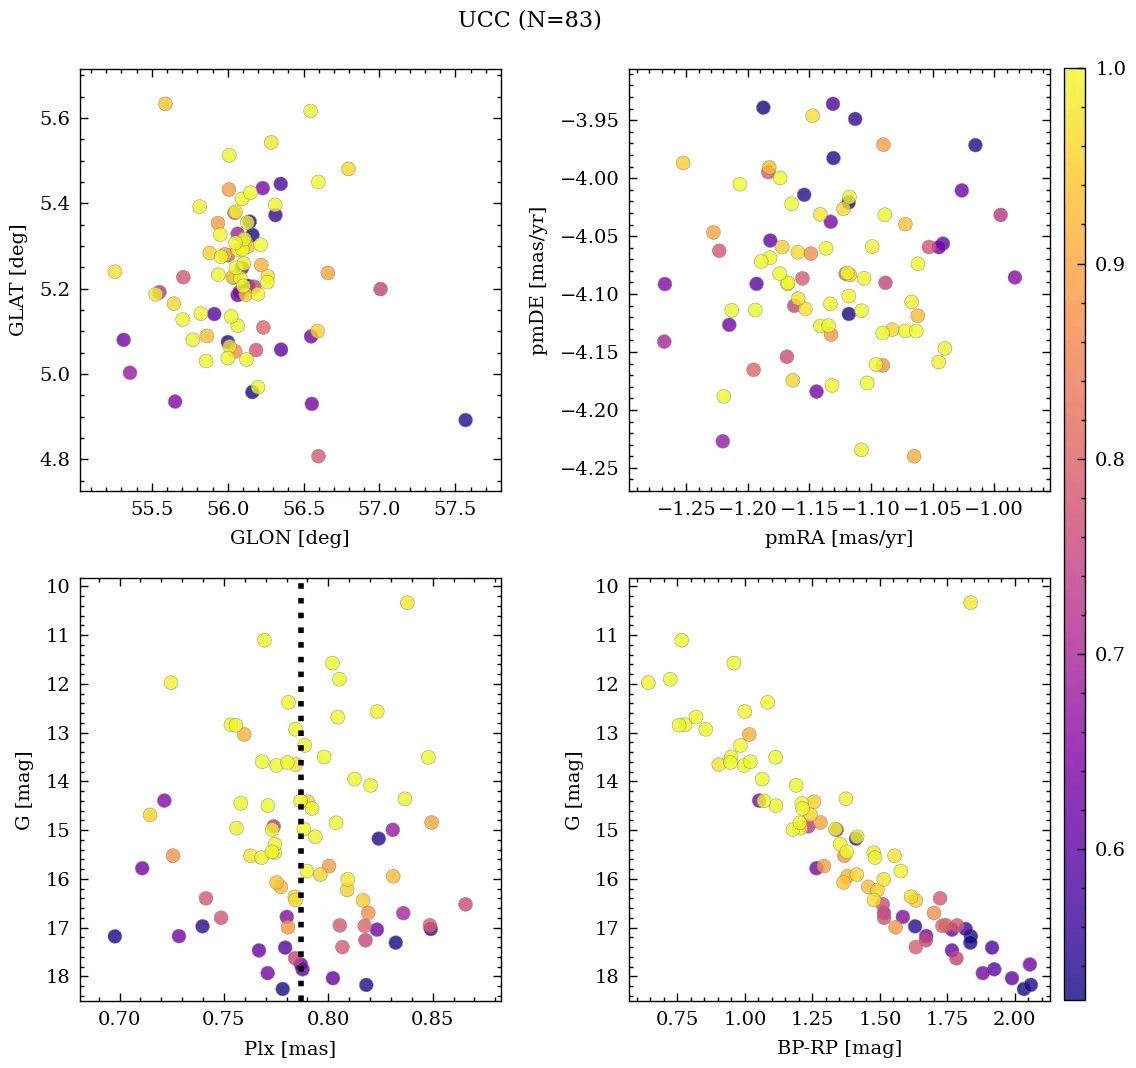 UCC (N=83)
5.6
5.4
5.2
5.0
4.8
GLAT [deg]
55.5 56.0 56.5 57.0 57.5
GLON [deg]
−3.95
−4.00
−4.05
−4.10
−4.15
−4.20
−4.25
pmDE [mas/yr]
−1.25 −1.20 −1.15 −1.10 −1.05 −1.00
pmRA [mas/yr]
1.0
0.9
0.8
0.7
0.6
10
11
12
13
14
15
16
17
18
G [mag]
0.70 0.75 0.80 0.85
Plx [mas]
10
11
12
13
14
15
16
17
18
G [mag]
0.75 1.00 1.25 1.50 1.75 2.00
BP-RP [mag]